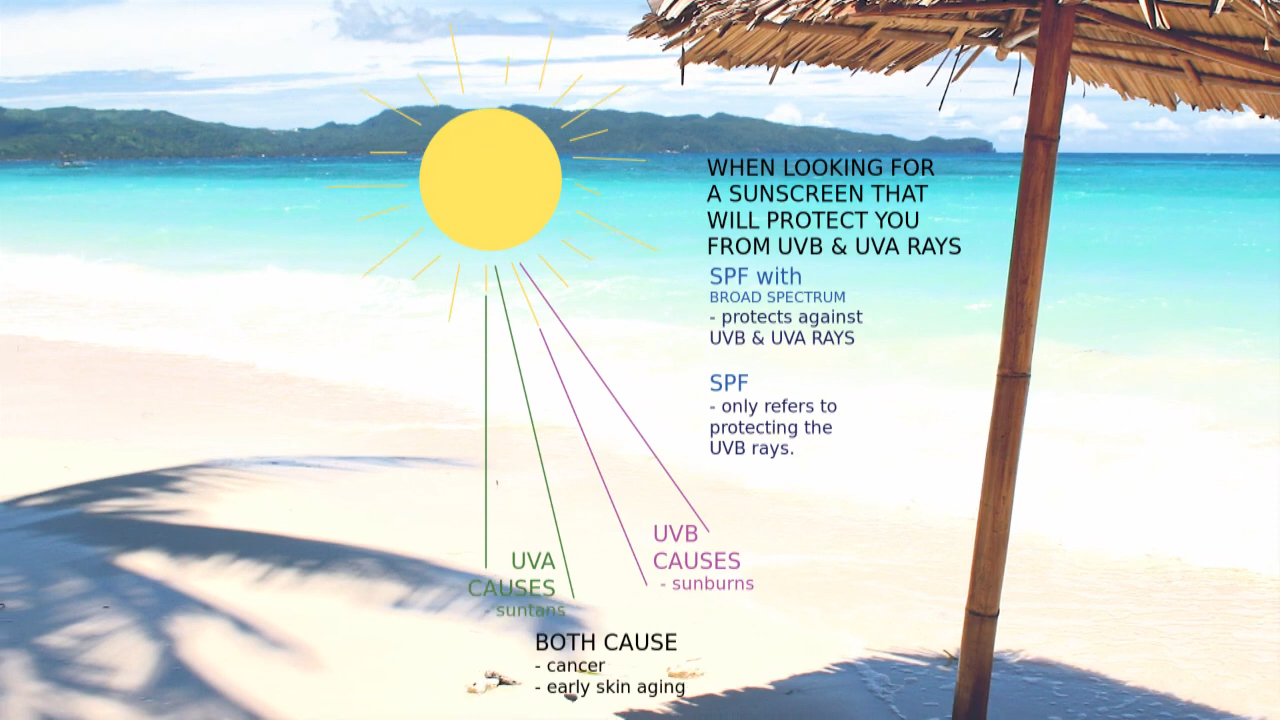 WHEN LOOKING FOR
A SUNSCREEN THAT
WILL PROTECT YOU
FROM UVB & UVA RAYS
SPF with
BROAD SPECTRUM
- protects against
UVB & UVA RAYS
SPF
- only refers to
protecting the
UVB rays.
UVB
CAUSES
- sunburns
UVA
CAUSES
- suntans
BOTH CAUSE
- cancer
- early skin aging